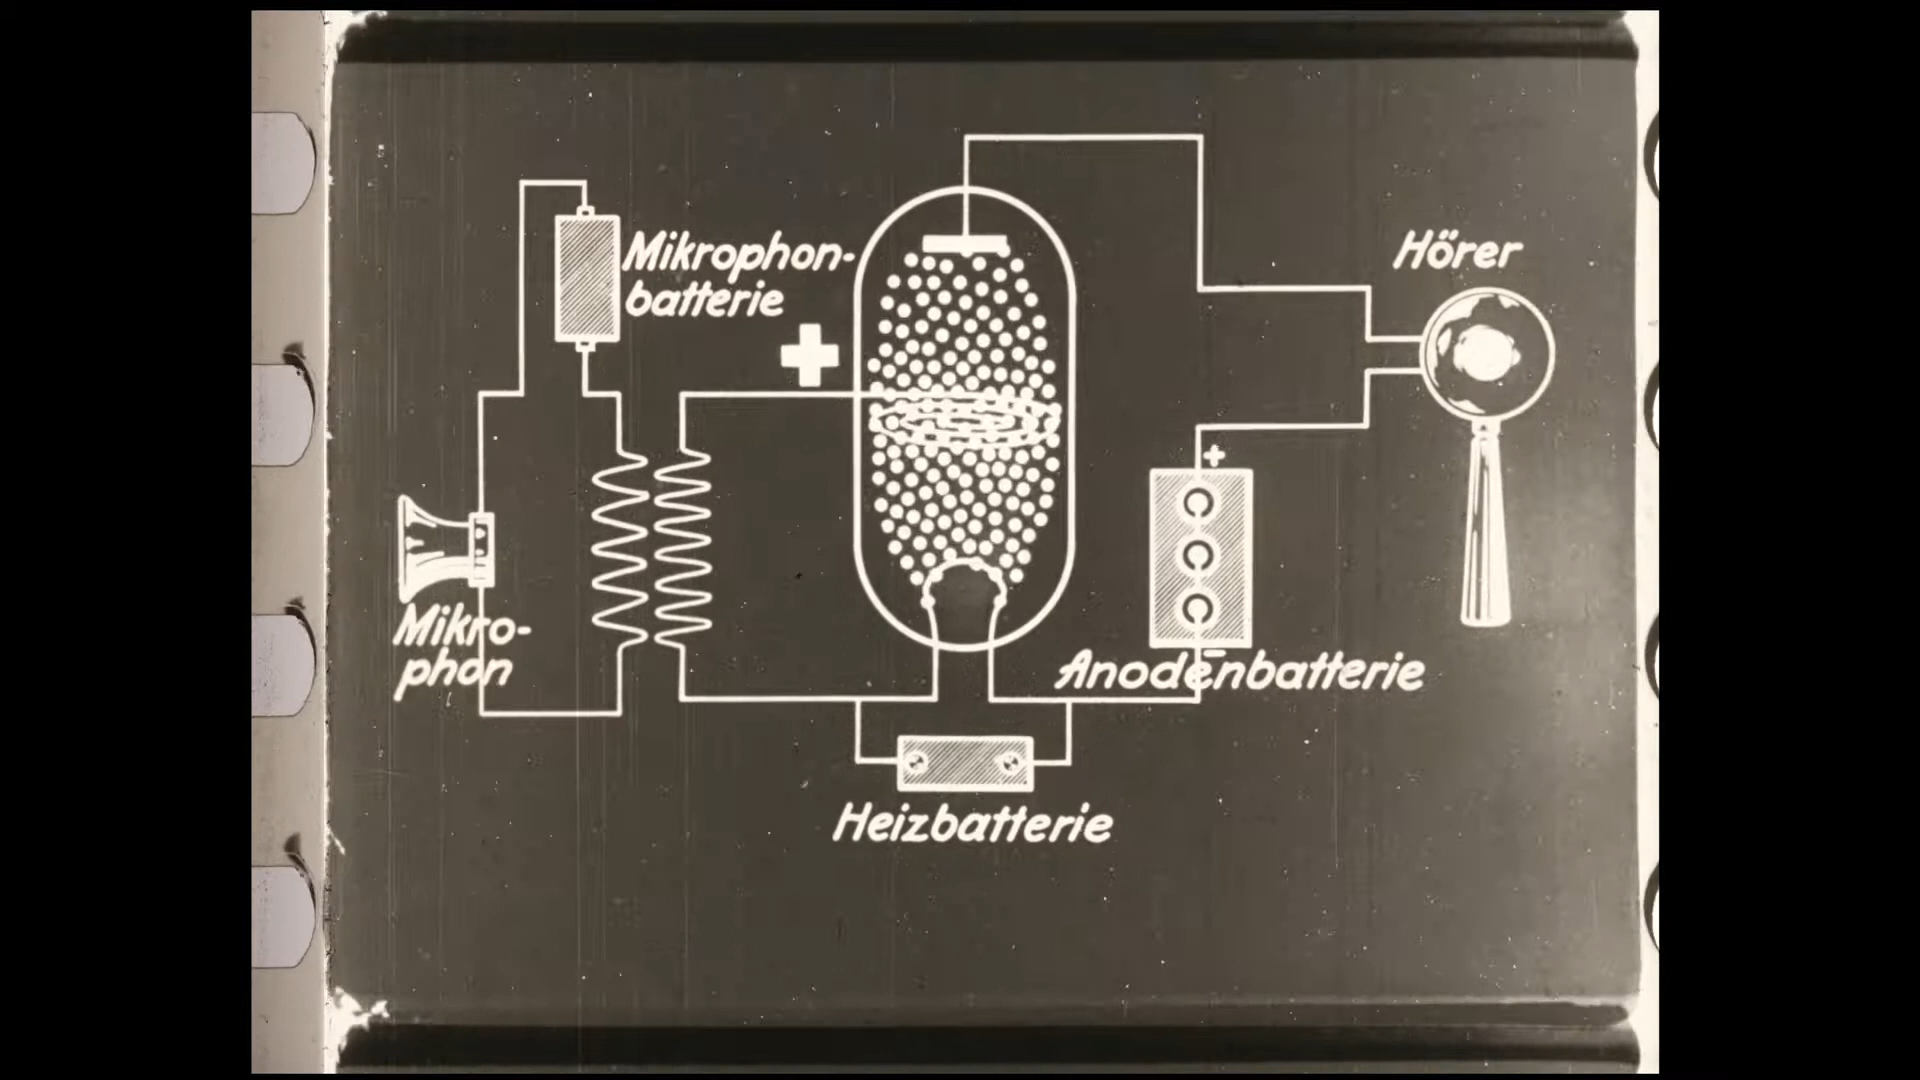 Mikrophon-
batterie
Hörer
Mikro-
phon
Anodenbatterie
Heizbatterie